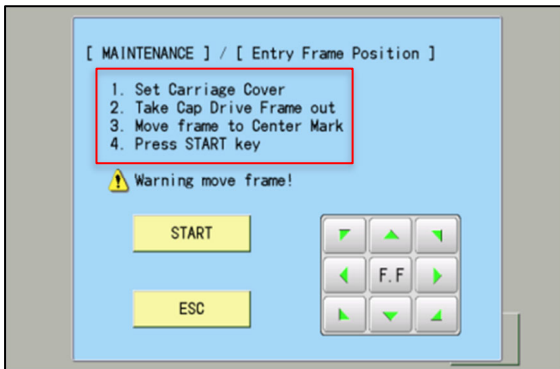 [ MAINTENANCE ] / [ Entry Frame Position ]
1. Set Carriage Cover
2. Take Cap Drive Frame out
3. Move frame to Center Mark
4. Press START key
Warning move frame!
START
F.F
ESC